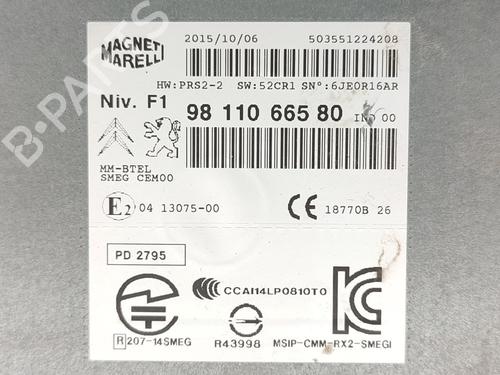 MAGNETI
MARELLI
2015/10/06 503551224208
HW:PRS2-2 SW:52CR1 SN°:6JE0R16AR
Niv. F1 98 110 665 80 IND 00
MM-BTEL
SMEG CEM00
E2 04 13075-00 CE 18770B 26
PD 2795
CCAI14LP0810T0
R 207-14SMEG R43998 MSIP-CMM-RX2-SMEGI
B-PARTS